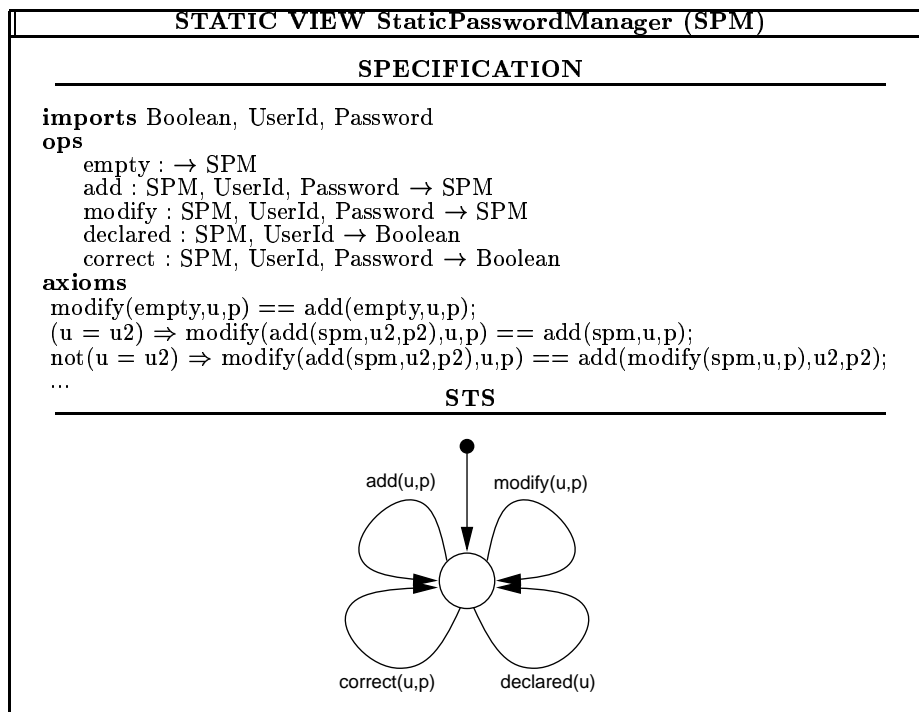 STATIC VIEW StaticPasswordManager (SPM)
SPECIFICATION
imports Boolean, UserId, Password
ops
empty : → SPM
add : SPM, UserId, Password → SPM
modify : SPM, UserId, Password → SPM
declared : SPM, UserId → Boolean
correct : SPM, UserId, Password → Boolean
axioms
modify(empty,u,p) == add(empty,u,p);
(u = u2) ⇒ modify(add(spm,u2,p2),u,p) == add(spm,u,p);
not(u = u2) ⇒ modify(add(spm,u2,p2),u,p) == add(modify(spm,u,p),u2,p2);
...
STS
add(u,p) modify(u,p)
correct(u,p) declared(u)